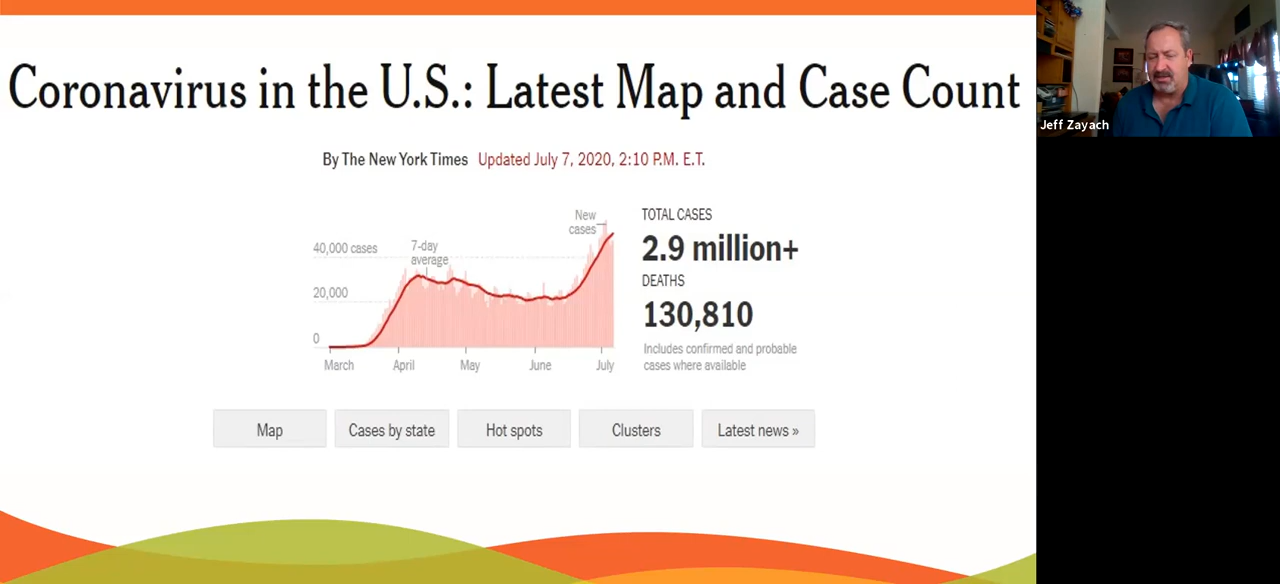 Coronavirus in the U.S.: Latest Map and Case Count
By The New York Times Updated July 7, 2020, 2:10 P.M. E.T.
New
cases
40,000 cases
7-day
average
20,000
0
March April May June July
TOTAL CASES
2.9 million+
DEATHS
130,810
Includes confirmed and probable
cases where available
Map Cases by state Hot spots Clusters Latest news »
Jeff Zayach